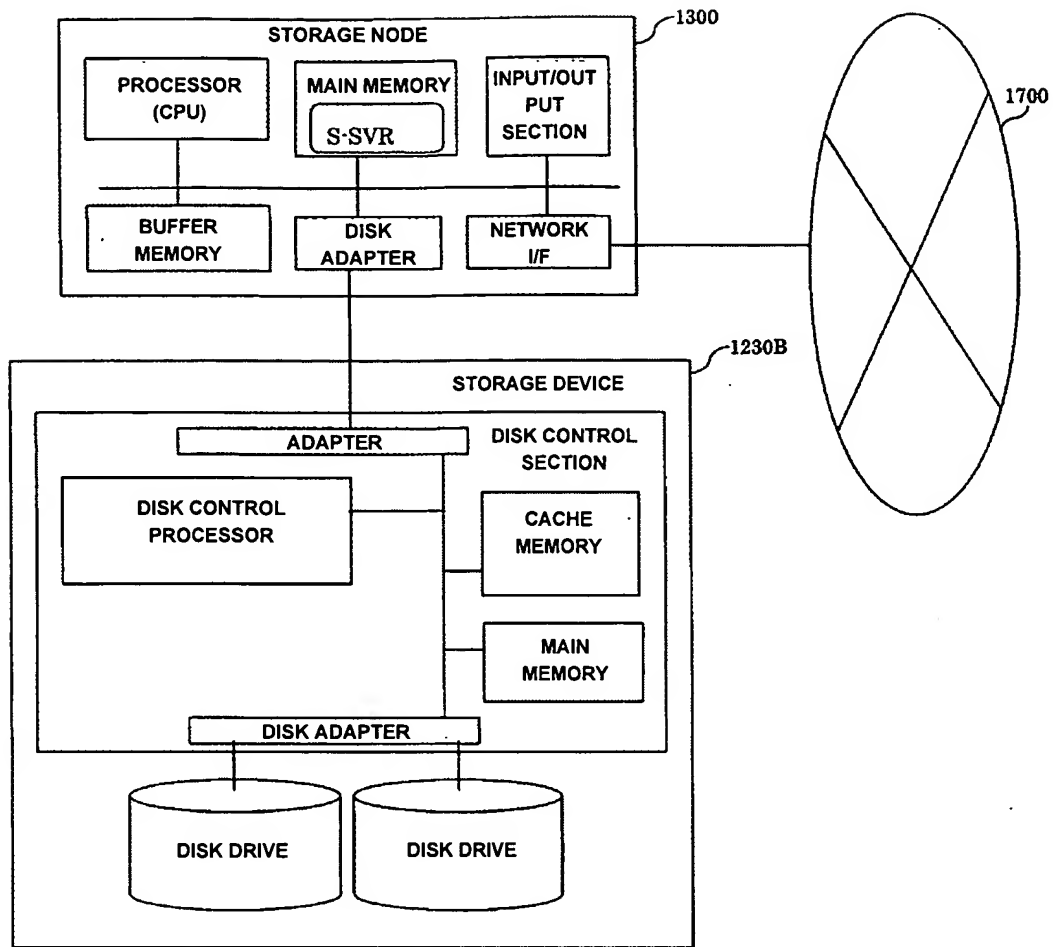 STORAGE NODE
1300
PROCESSOR
(CPU)
MAIN MEMORY
S-SVR
INPUT/OUT
PUT
SECTION
1700
BUFFER
MEMORY
DISK
ADAPTER
NETWORK
I/F
1230B
STORAGE DEVICE
ADAPTER
DISK CONTROL
SECTION
DISK CONTROL
PROCESSOR
CACHE
MEMORY
MAIN
MEMORY
DISK ADAPTER
DISK DRIVE
DISK DRIVE